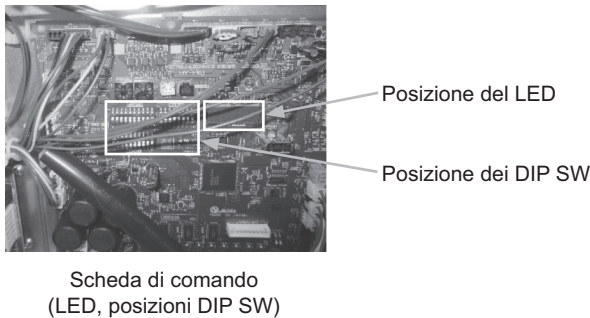 Posizione del LED
Posizione dei DIP SW
Scheda di comando
(LED, posizioni DIP SW)